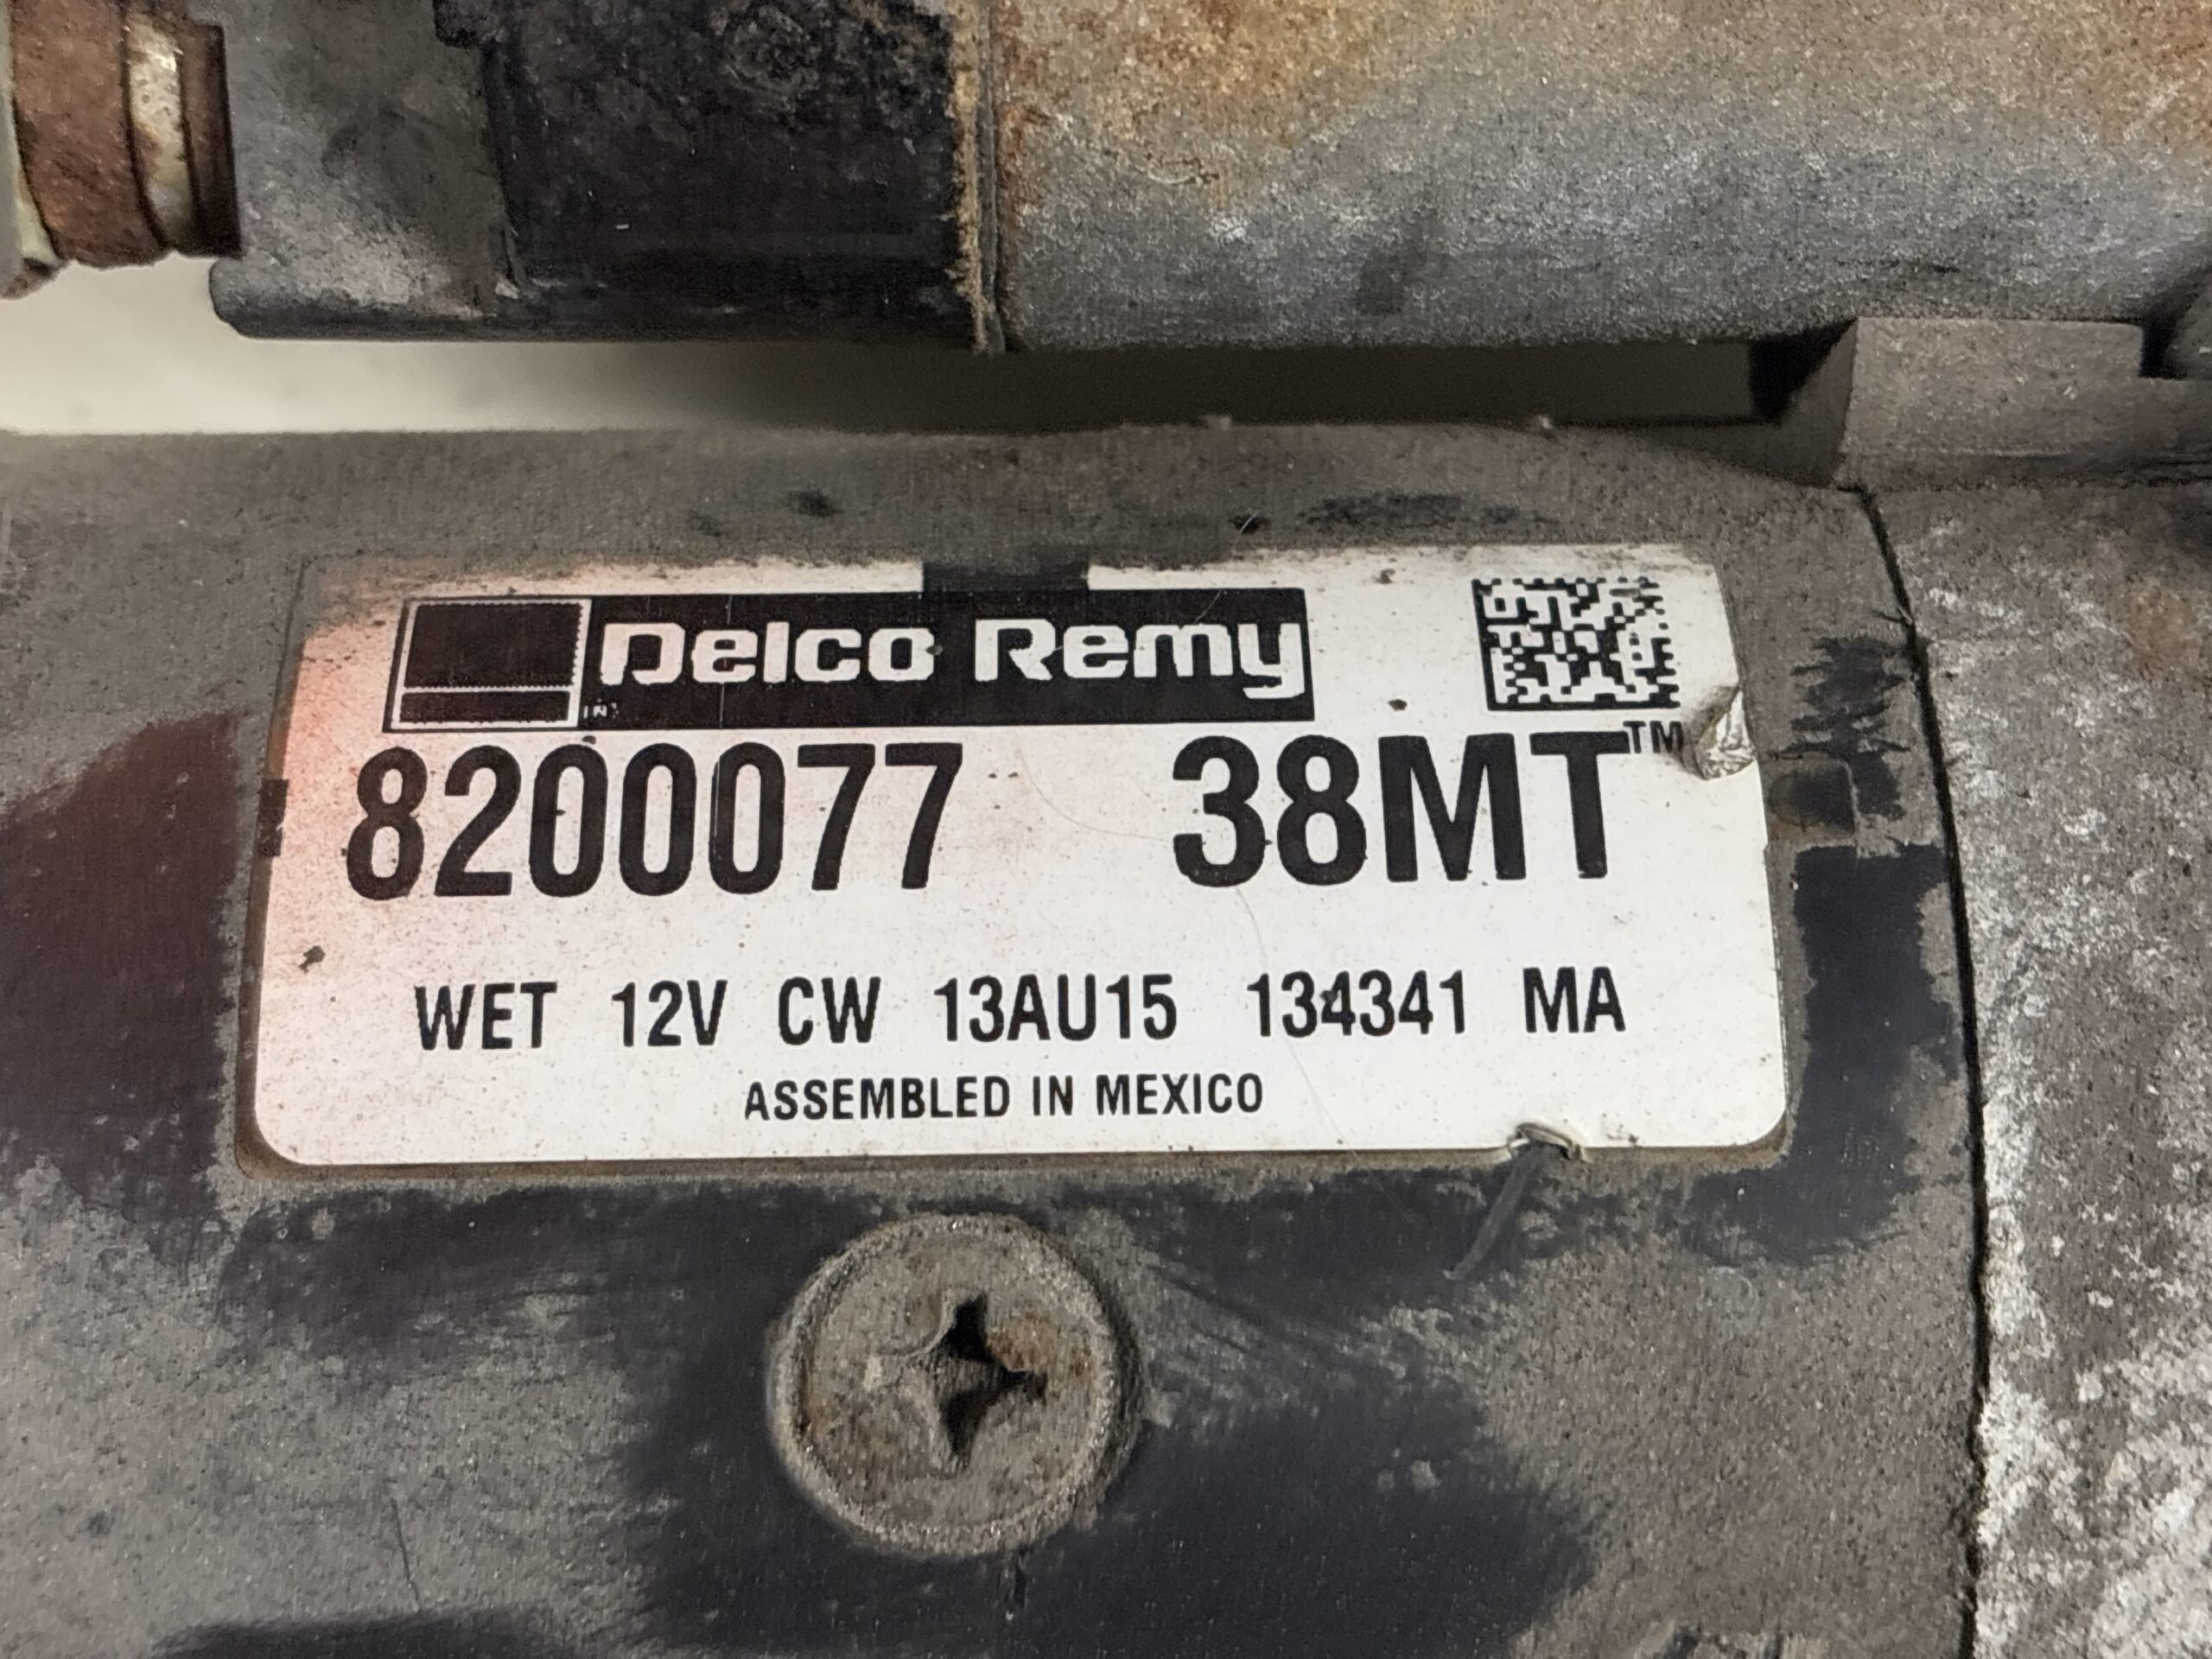 Delco Remy
8200077 38MT™
WET 12V CW 13AU15 134341 MA
ASSEMBLED IN MEXICO